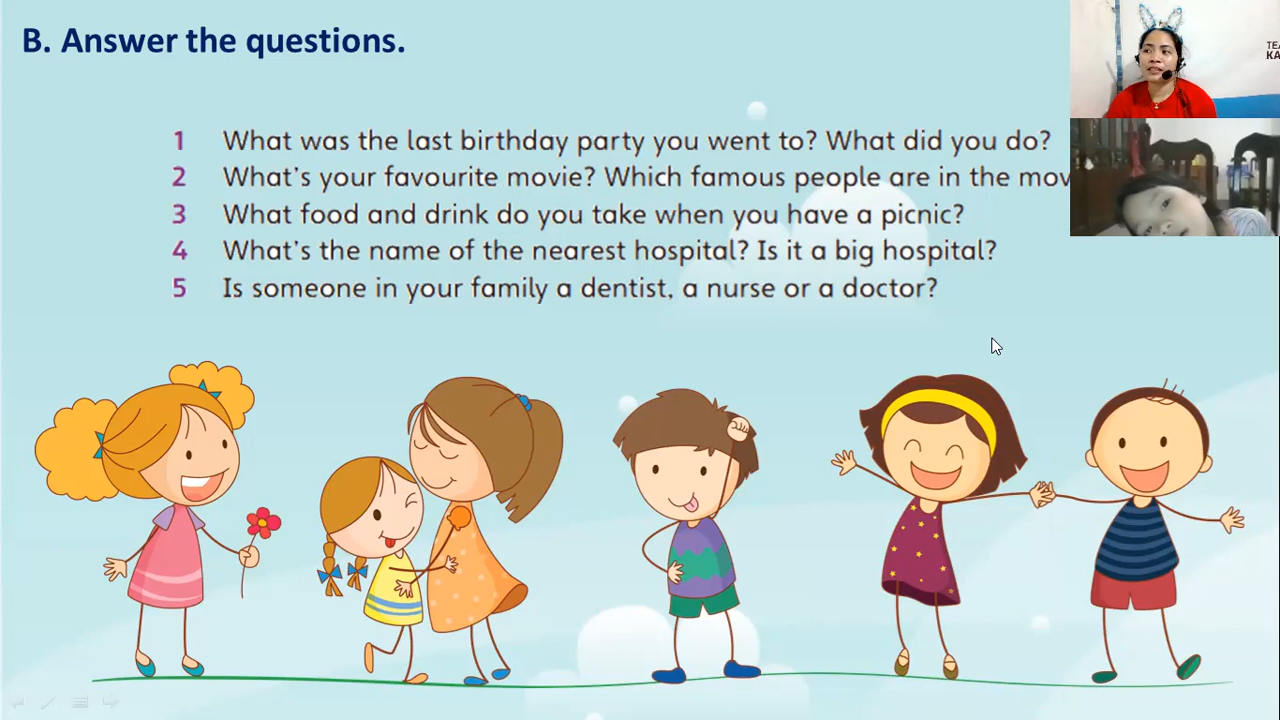 B. Answer the questions.
1 What was the last birthday party you went to? What did you do?
2 What's your favourite movie? Which famous people are in the
3 What food and drink do you take when you have a picnic?
4 What's the name of the nearest hospital? Is it a big hospital?
5 Is someone in your family a dentist, a nurse or a doctor?